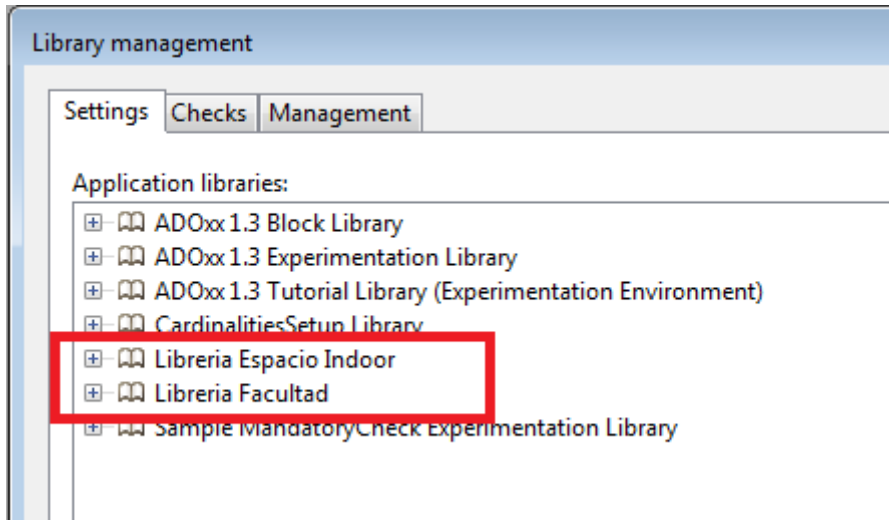 Library management
Settings Checks Management
Application libraries:
ADOxx 1.3 Block Library
ADOxx 1.3 Experimentation Library
ADOxx 1.3 Tutorial Library (Experimentation Environment)
CardinalitiesSetup Library
Libreria Espacio Indoor
Libreria Facultad
Sample MandatoryCheck Experimentation Library